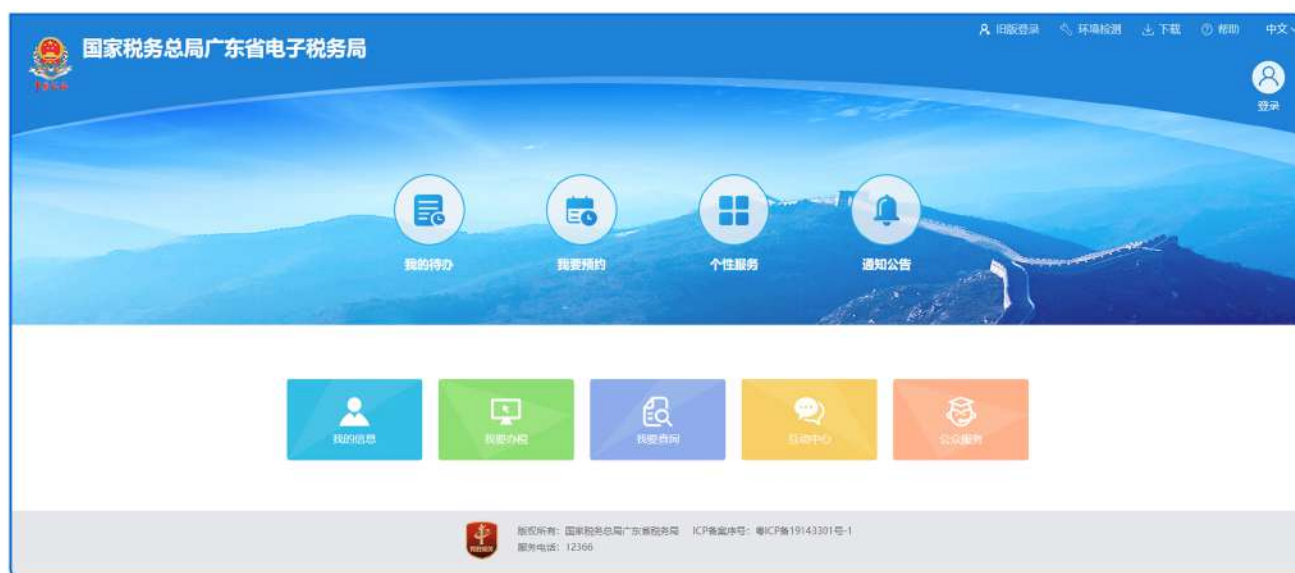 国家税务总局广东省电子税务局
旧版登录 环境检测 下载 帮助 中文
登录
我的待办 我要预约 个性服务 通知公告
我的信息 我要办税 我要查询 互动中心 公众服务
版权所有：国家税务总局广东省税务局 ICP备案序号：粤ICP备19143301号-1
服务电话：12366